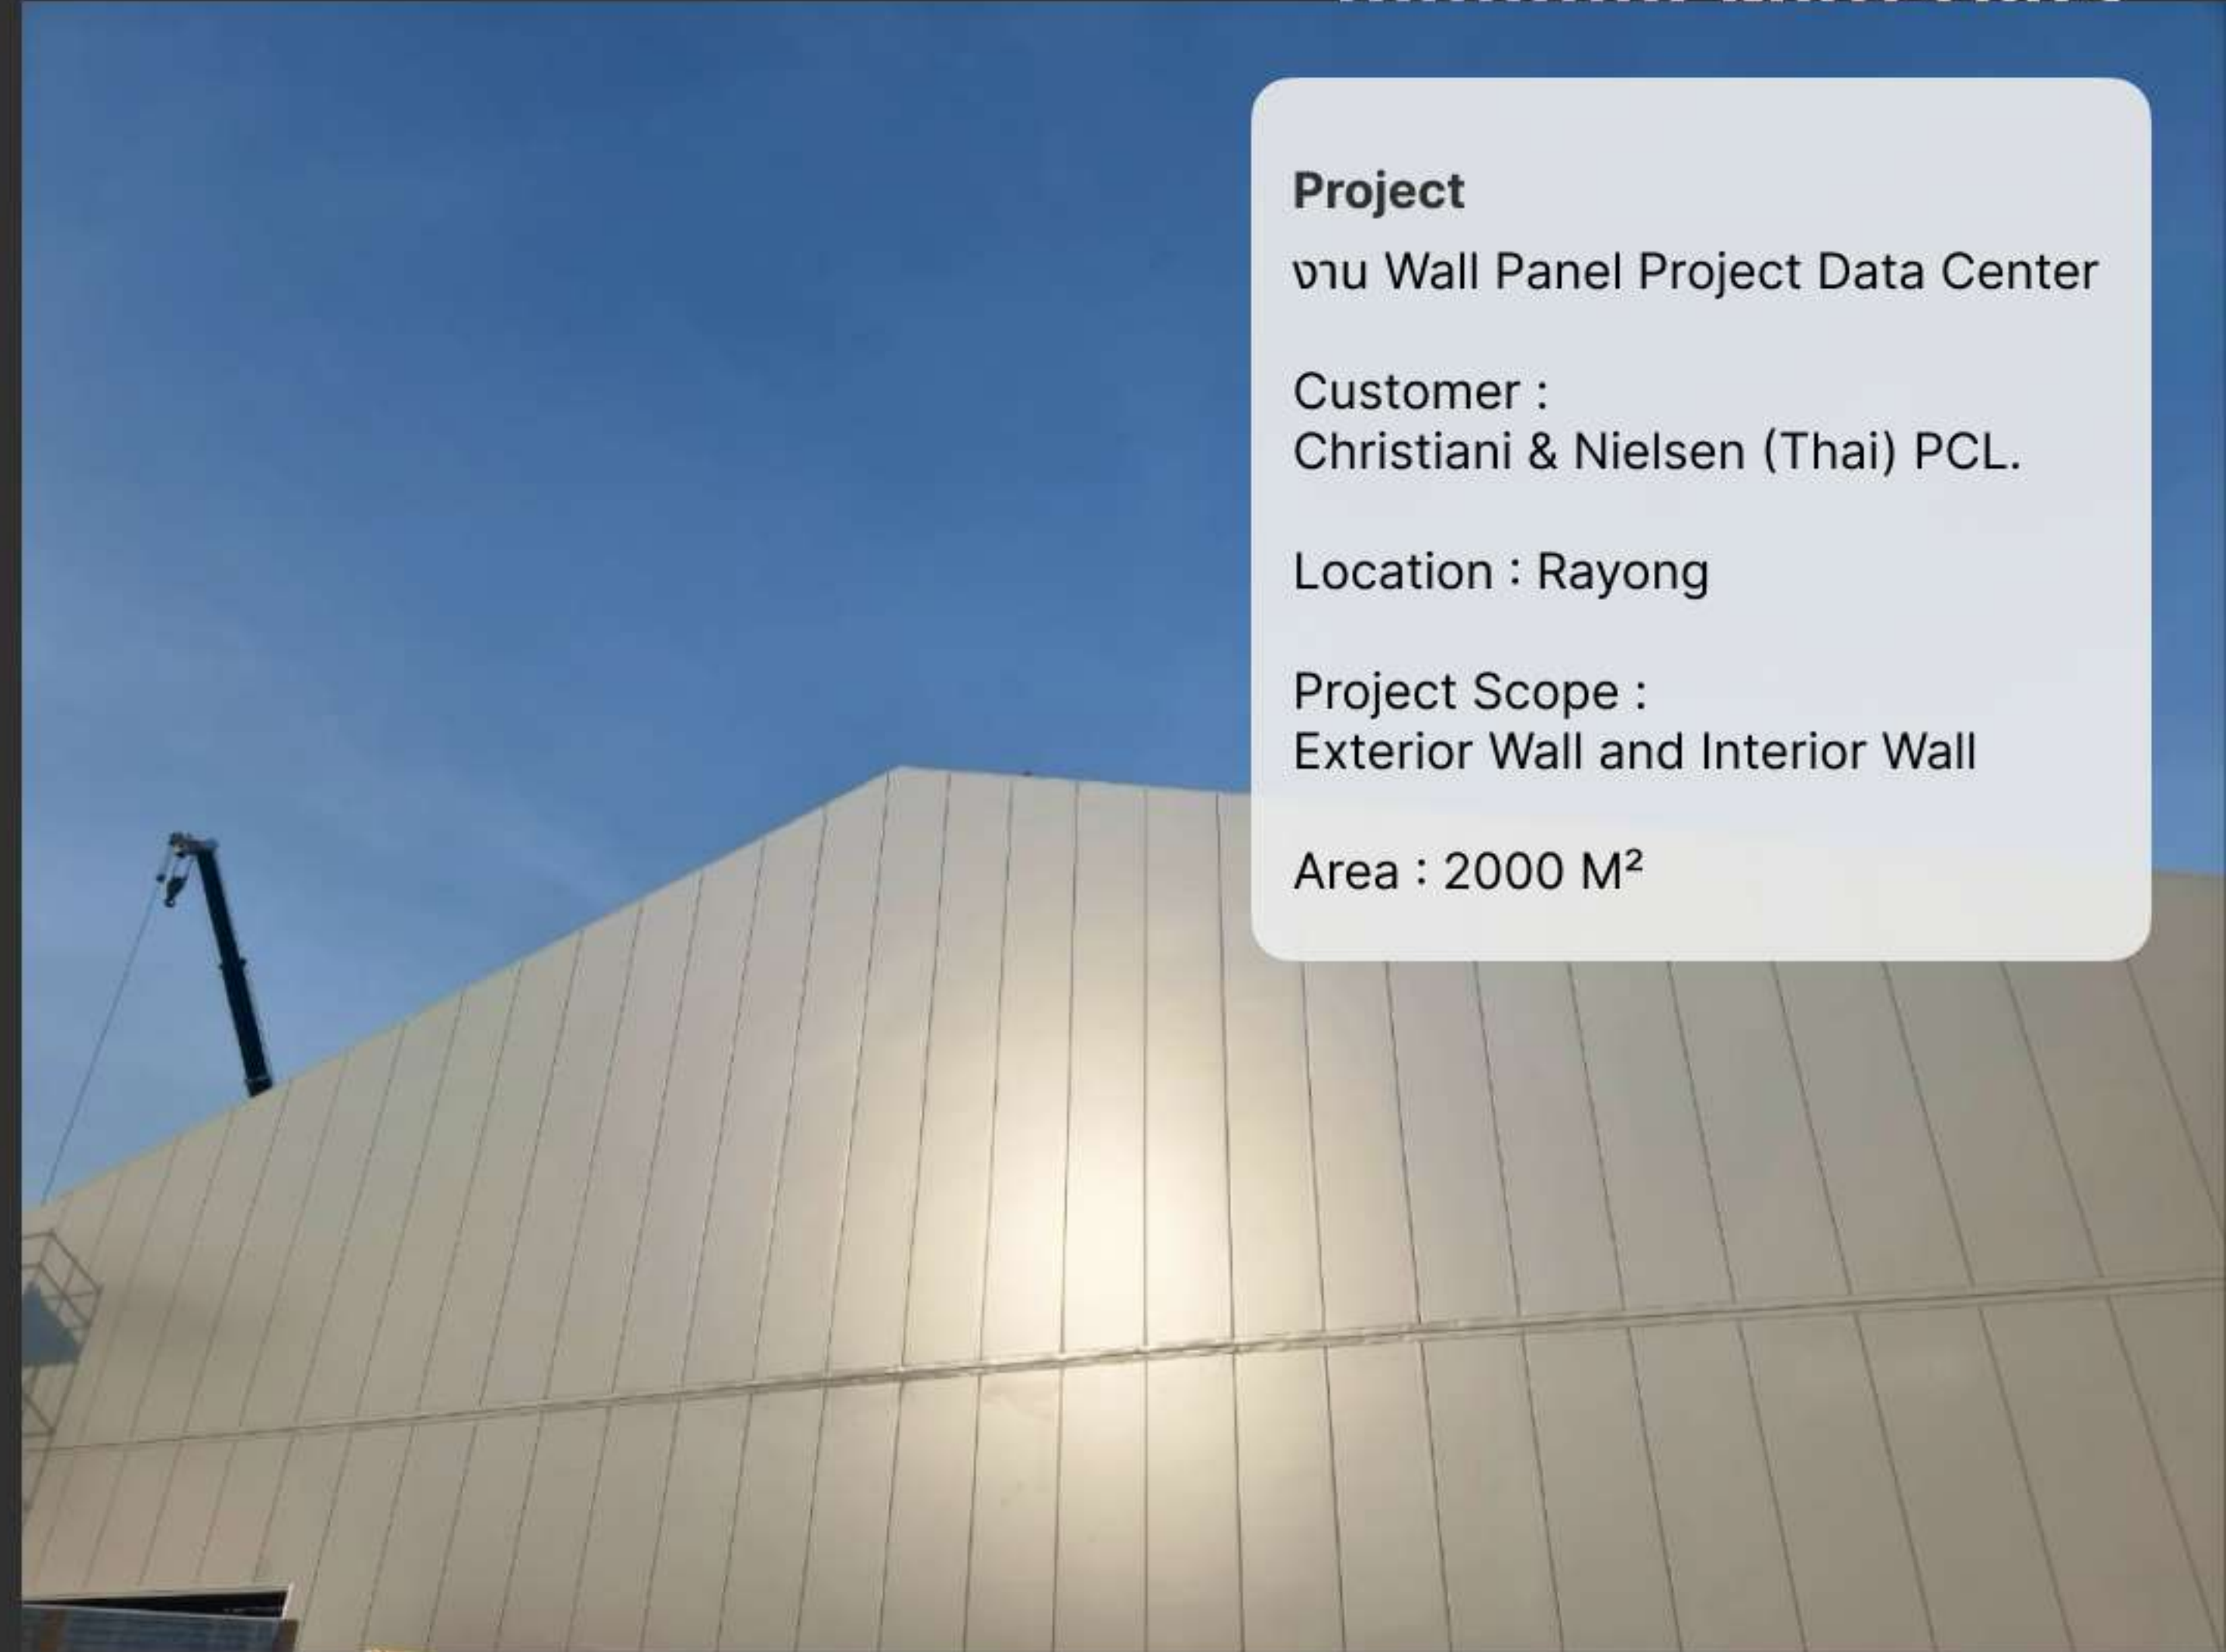 Project
งาน Wall Panel Project Data Center
Customer :
Christiani & Nielsen (Thai) PCL.
Location : Rayong
Project Scope :
Exterior Wall and Interior Wall
Area : 2000 M²